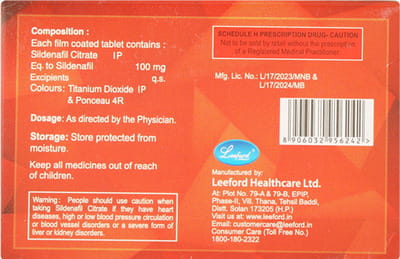 Composition :
Each film coated tablet contains :
Sildenafil Citrate IP
Eq. to Sildenafil 100 mg
Excipients q.s.
Colours: Titanium Dioxide IP
& Ponceau 4R
Dosage: As directed by the Physician.
Storage: Store protected from
moisture.
Keep all medicines out of reach
of children.
Warning: People should use caution
when taking Sildenafil Citrate if they have heart
diseases, high or low blood pressure circulation
or blood vessel disorders or a severe form of
liver or kidney disorders.
SCHEDULE H PRESCRIPTION DRUG- CAUTION
Not to be sold by retail without the prescription
of a Registered Medical Practitioner.
Mfg. Lic. No.: L/17/2023/MNB &
L/17/2024/MB
8 906032 956242 >
Leeford
Manufactured by:
Leeford Healthcare Ltd.
At: Plot No. 79-A & 79-B, EPIP,
Phase-II, Vill. Thana, Tehsil Baddi,
Distt. Solan 173205 (H.P.)
Visit us at: www.leeford.in
Email: customercare@leeford.in
Consumer Care (Toll Free No.)
1800-180-2322